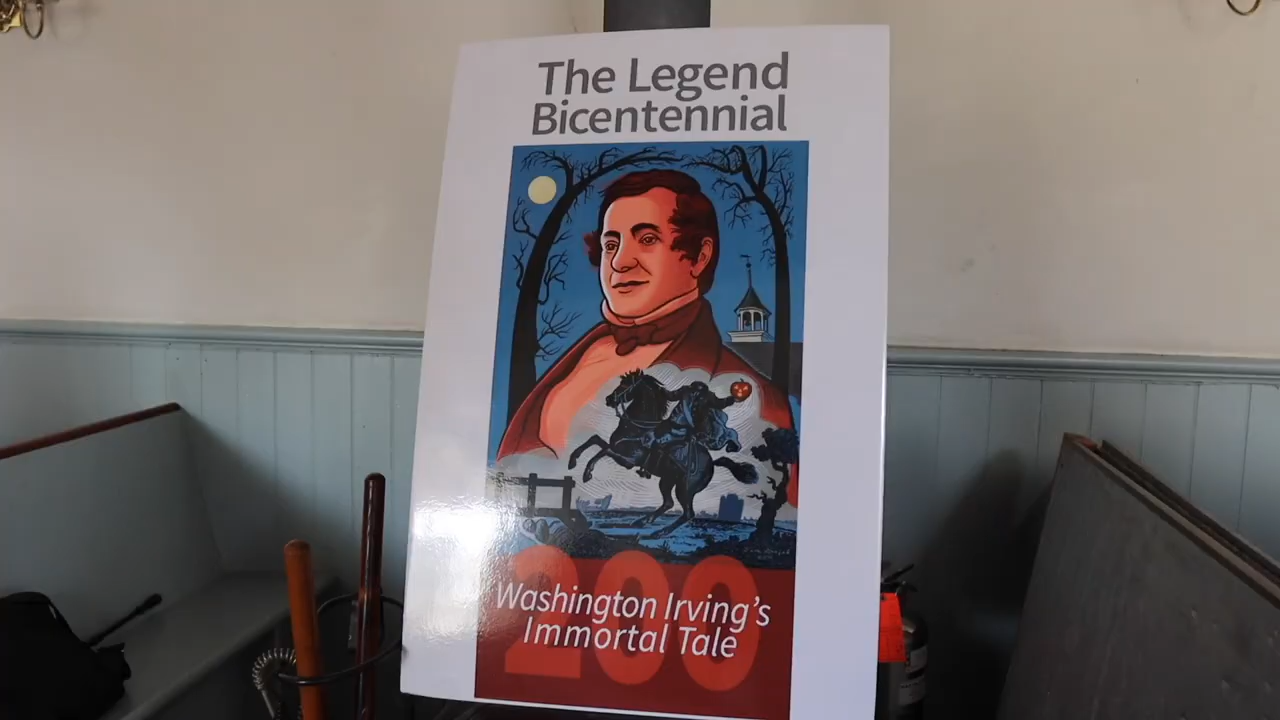 The Legend
Bicentennial
200
Washington Irving's
Immortal Tale